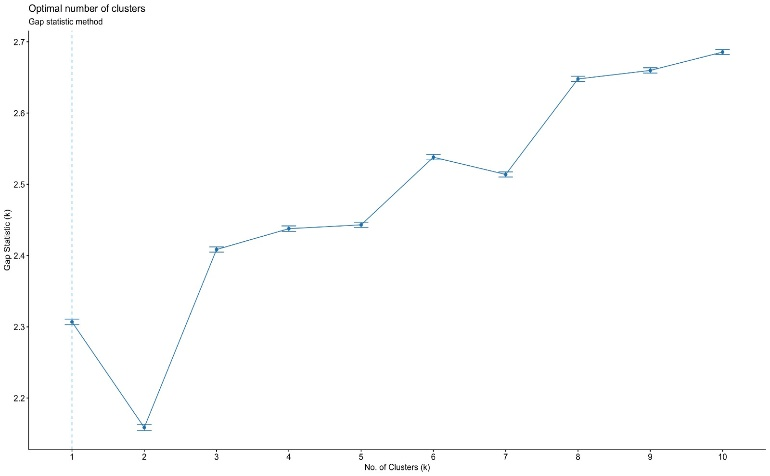 Optimal number of clusters
Gap statistic method
2.7
2.6
2.5
2.4
2.3
2.2
Gap Statistic (k)
1 2 3 4 5 6 7 8 9 10
No. of Clusters (k)